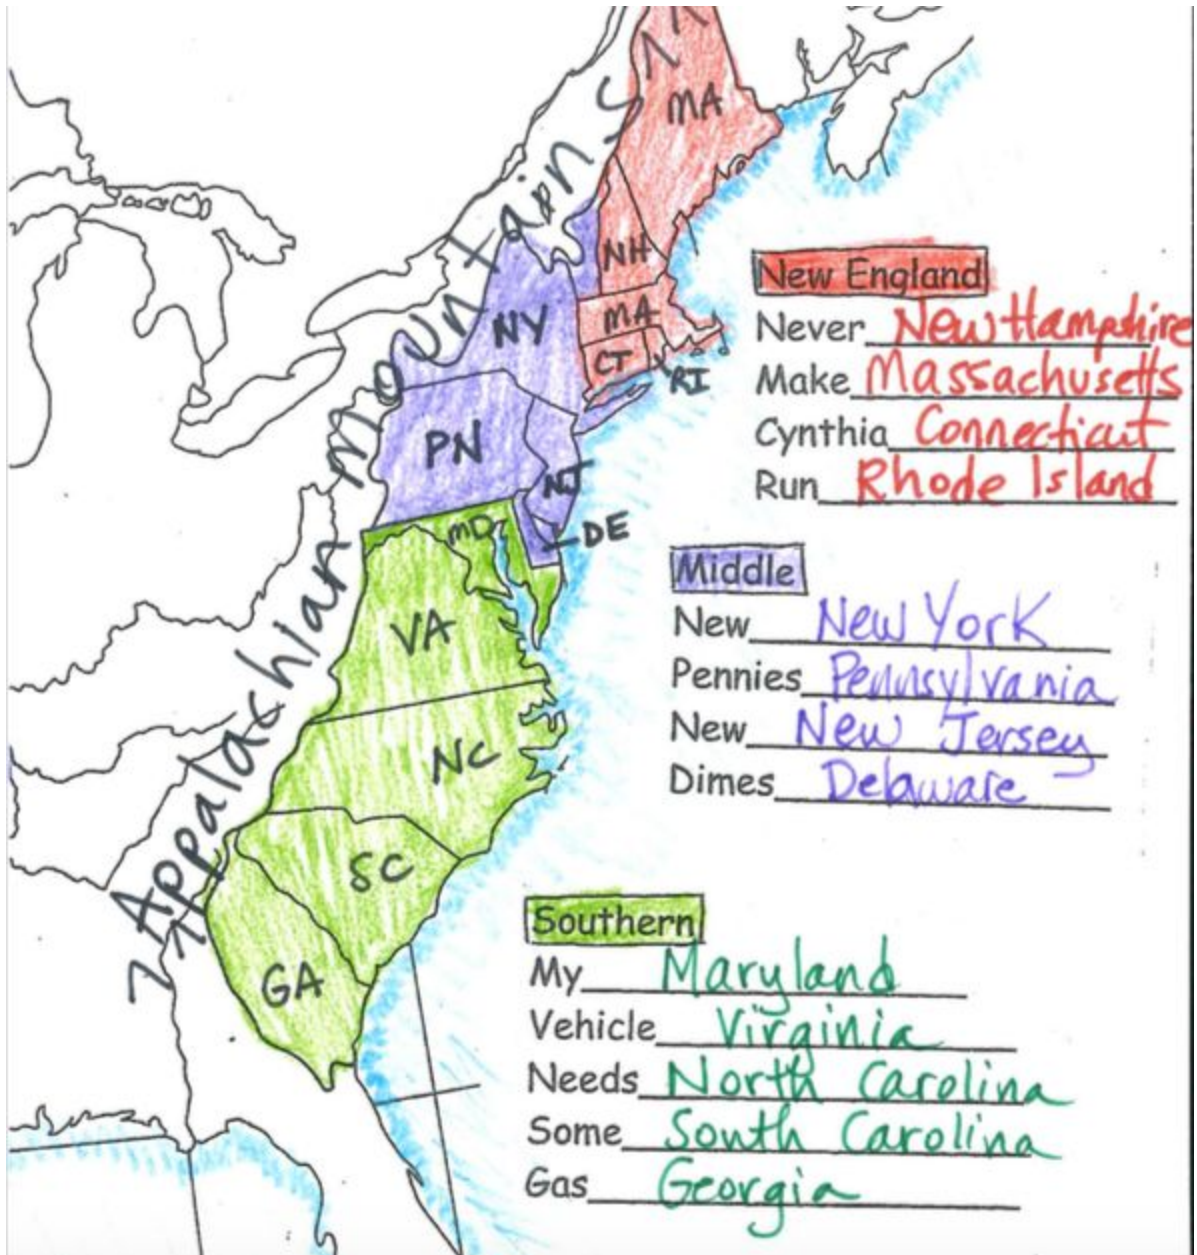 Appalachian Mountains
MA
NH
MA
CT
RI
NY
PN
NJ
DE
MD
VA
NC
SC
GA
New England
Never New Hampshire
Make Massachusetts
Cynthia Connecticut
Run Rhode Island
Middle
New New York
Pennies Pennsylvania
New New Jersey
Dimes Delaware
Southern
My Maryland
Vehicle Virginia
Needs North Carolina
Some South Carolina
Gas Georgia